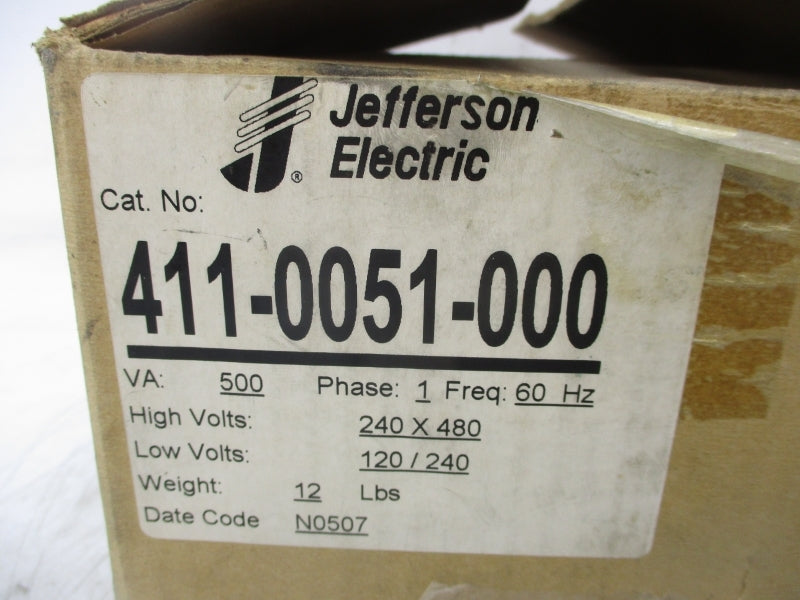 Jefferson
Electric
®
Cat. No:
411-0051-000
VA: 500 Phase: 1 Freq: 60 Hz
High Volts: 240 X 480
Low Volts: 120 / 240
Weight: 12 Lbs
Date Code N0507